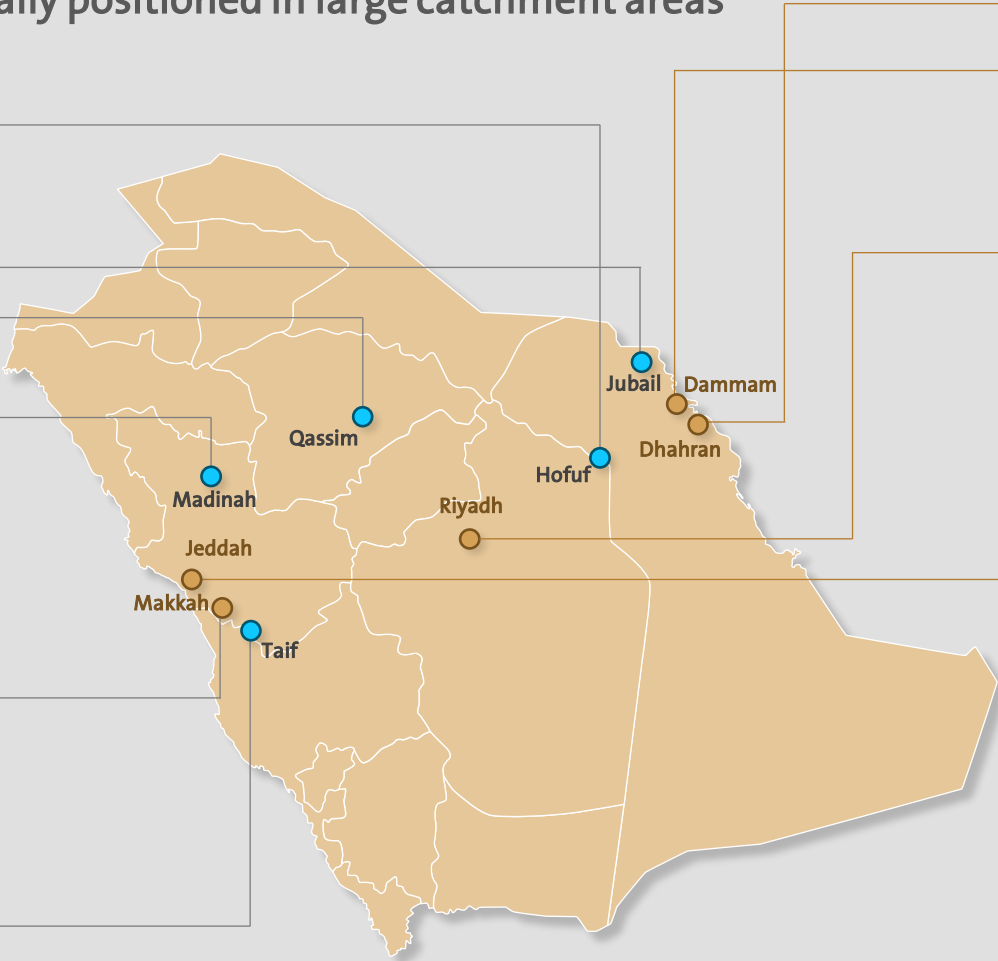 ally positioned in large catchment areas
Jubail
Dammam
Dhahran
Qassim
Hofuf
Madinah
Riyadh
Jeddah
Makkah
Taif